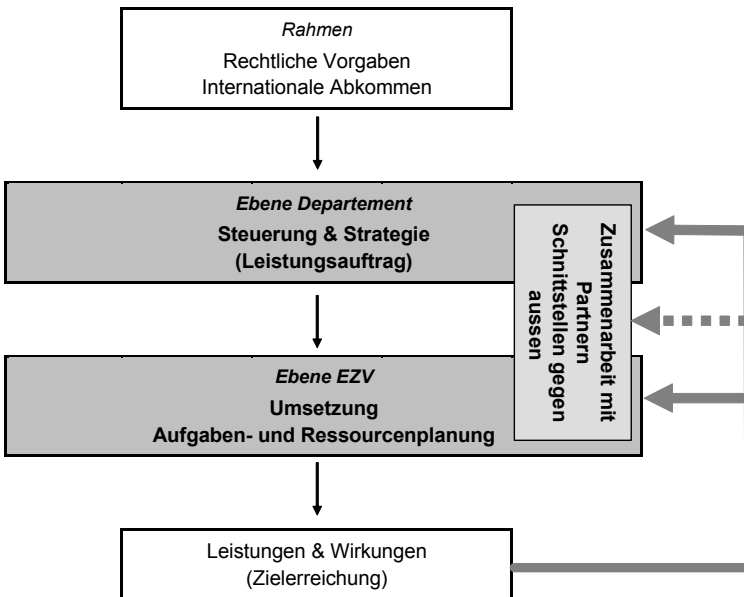 Rahmen
Rechtliche Vorgaben
Internationale Abkommen
Ebene Departement
Steuerung & Strategie
(Leistungsauftrag)
Zusammenarbeit mit
Partnern
Schnittstellen gegen
aussen
Ebene EZV
Umsetzung
Aufgaben- und Ressourcenplanung
Leistungen & Wirkungen
(Zielerreichung)